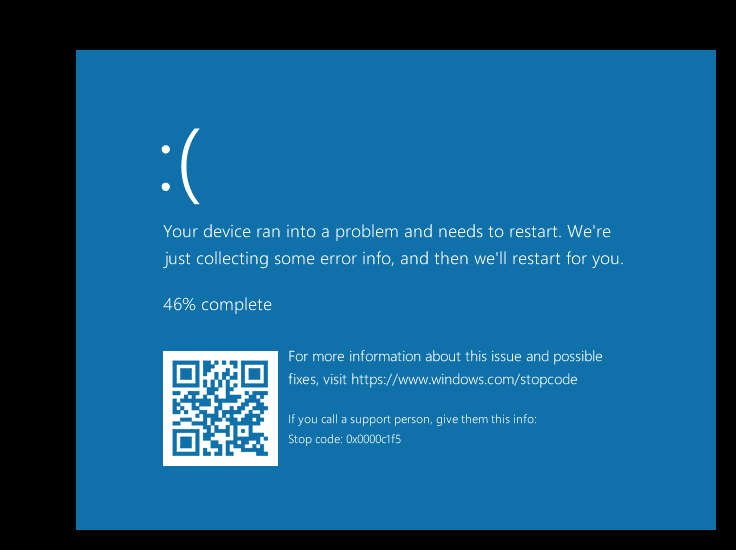 :(
Your device ran into a problem and needs to restart. We're
just collecting some error info, and then we'll restart for you.
46% complete
For more information about this issue and possible
fixes, visit https://www.windows.com/stopcode
If you call a support person, give them this info:
Stop code: 0x0000c1f5